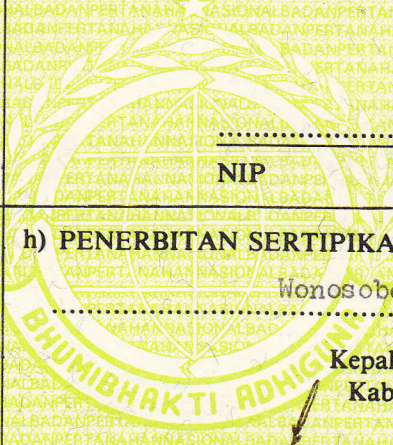 NIP
h) PENERBITAN SERTIPIKA
Wonosob
Kepal
Kab
BHUMIBHAKTI ADHIGUNA